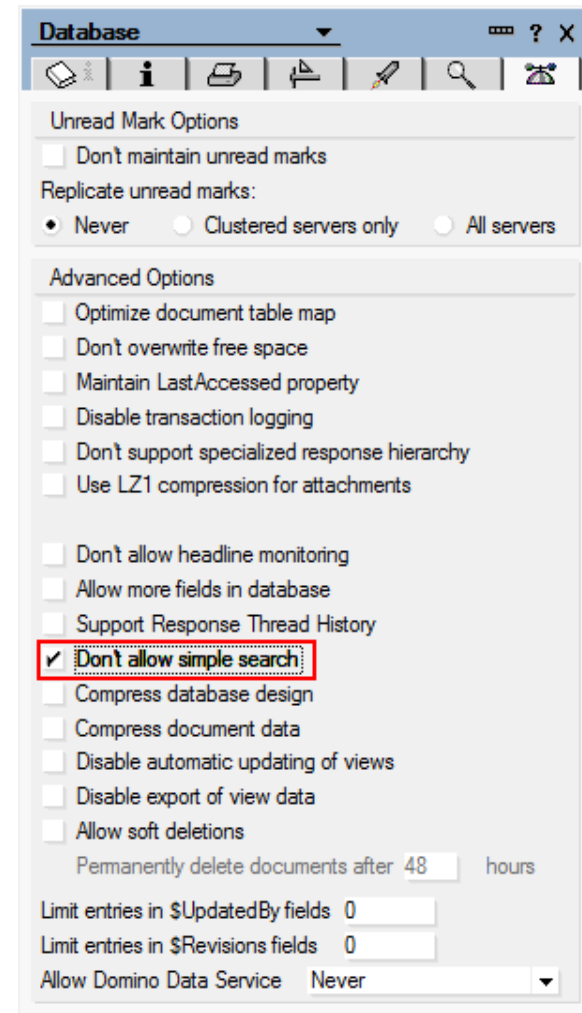 Database ? X
i
Unread Mark Options
Don't maintain unread marks
Replicate unread marks:
Never Clustered servers only All servers
Advanced Options
Optimize document table map
Don't overwrite free space
Maintain LastAccessed property
Disable transaction logging
Don't support specialized response hierarchy
Use LZ1 compression for attachments
Don't allow headline monitoring
Allow more fields in database
Support Response Thread History
Don't allow simple search
Compress database design
Compress document data
Disable automatic updating of views
Disable export of view data
Allow soft deletions
Permanently delete documents after 48 hours
Limit entries in $UpdatedBy fields 0
Limit entries in $Revisions fields 0
Allow Domino Data Service Never